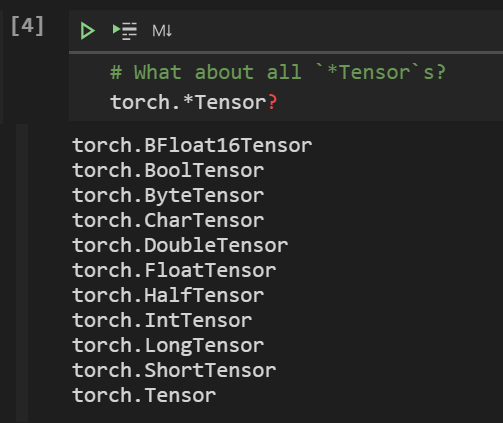 [4] M↓
# What about all `*Tensor`s?
torch.*Tensor?
torch.BFloat16Tensor
torch.BoolTensor
torch.ByteTensor
torch.CharTensor
torch.DoubleTensor
torch.FloatTensor
torch.HalfTensor
torch.IntTensor
torch.LongTensor
torch.ShortTensor
torch.Tensor